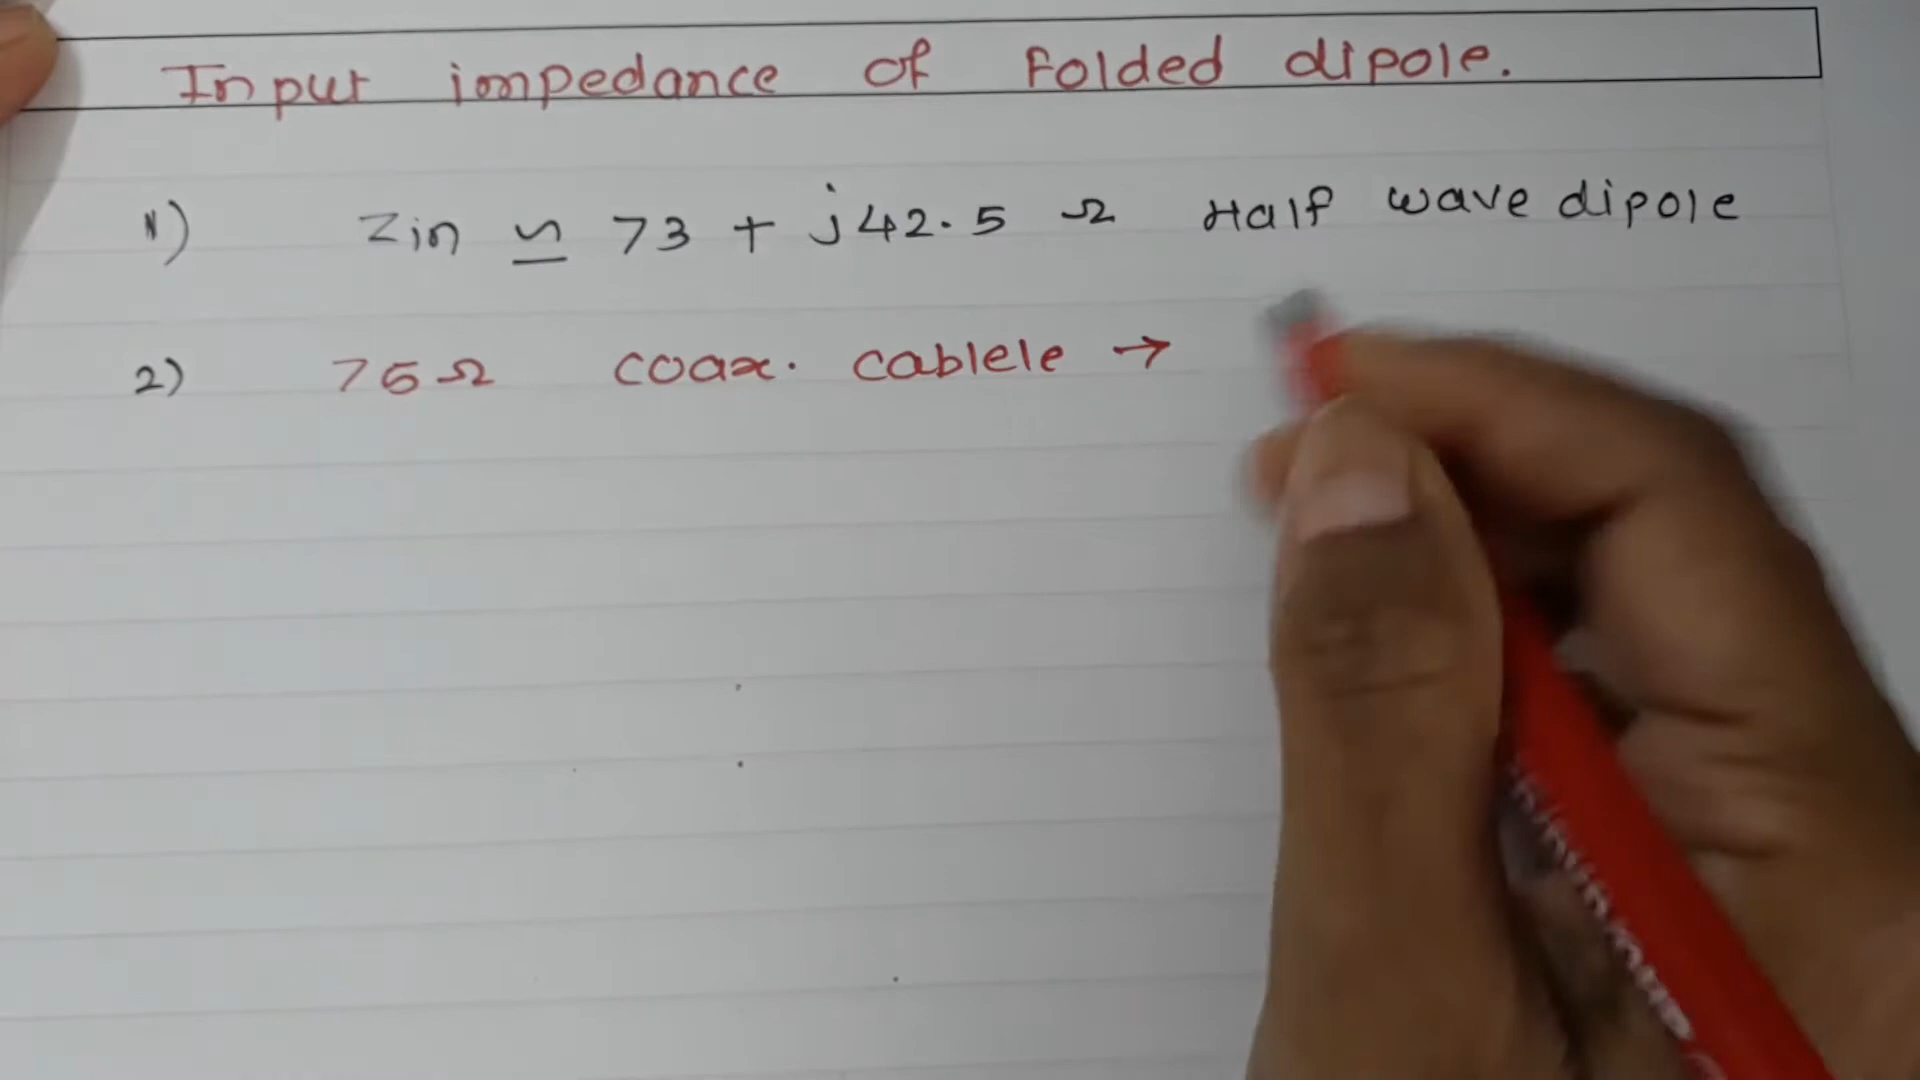 Input impedance of Folded dipole.
1) Zin ≃ 73 + j42.5 Ω Half wave dipole
2) 75Ω coax. cablele →